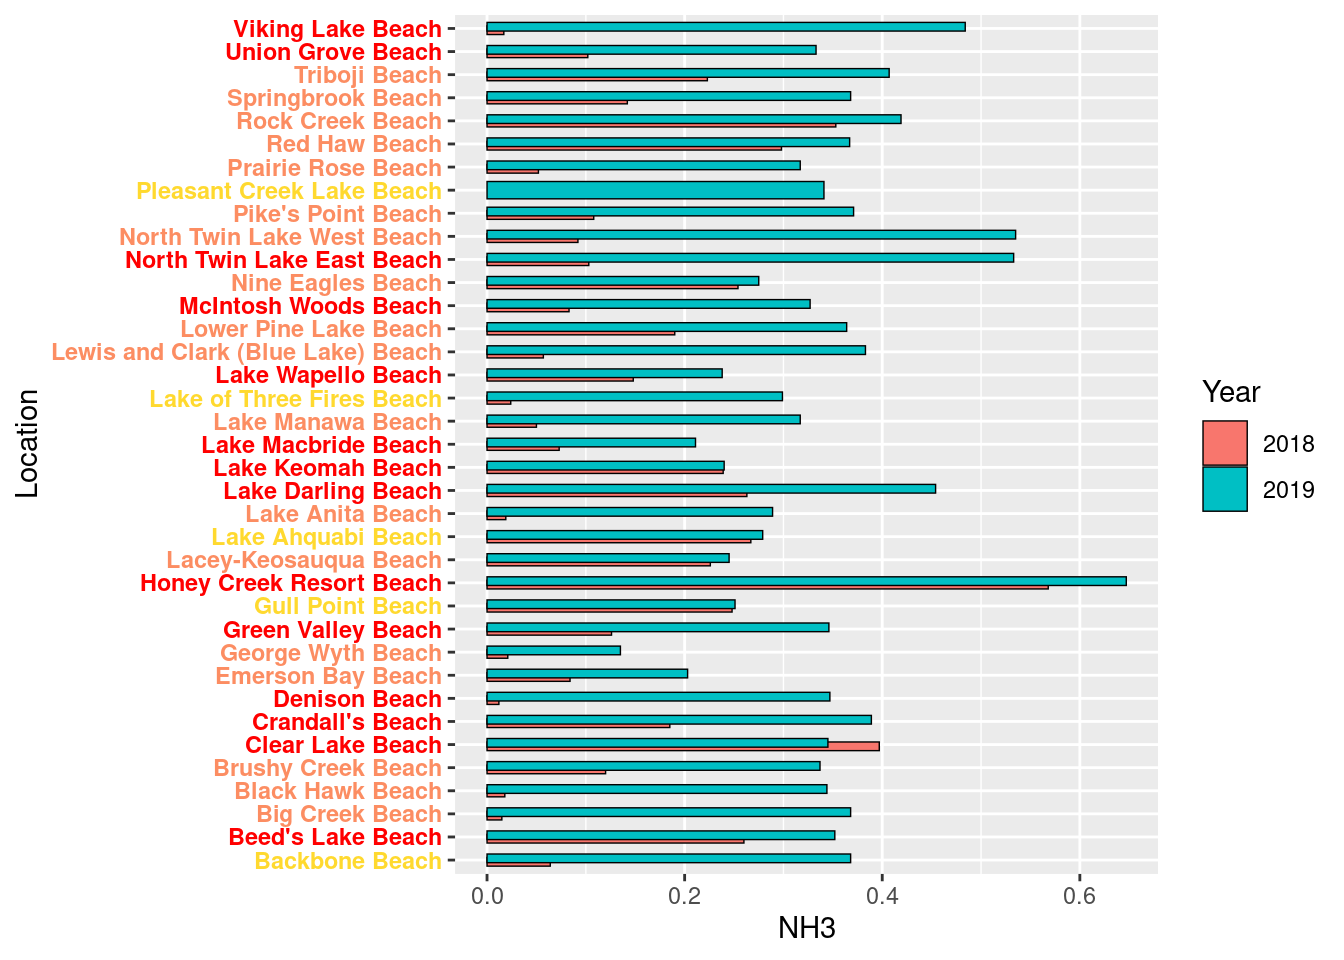 Viking Lake Beach
Union Grove Beach
Triboji Beach
Springbrook Beach
Rock Creek Beach
Red Haw Beach
Prairie Rose Beach
Pleasant Creek Lake Beach
Pike's Point Beach
North Twin Lake West Beach
North Twin Lake East Beach
Nine Eagles Beach
McIntosh Woods Beach
Lower Pine Lake Beach
Lewis and Clark (Blue Lake) Beach
Lake Wapello Beach
Lake of Three Fires Beach
Lake Manawa Beach
Lake Macbride Beach
Lake Keomah Beach
Lake Darling Beach
Lake Anita Beach
Lake Ahquabi Beach
Lacey-Keosauqua Beach
Honey Creek Resort Beach
Gull Point Beach
Green Valley Beach
George Wyth Beach
Emerson Bay Beach
Denison Beach
Crandall's Beach
Clear Lake Beach
Brushy Creek Beach
Black Hawk Beach
Big Creek Beach
Beed's Lake Beach
Backbone Beach
Location
0.0 0.2 0.4 0.6
NH3
Year
2018
2019